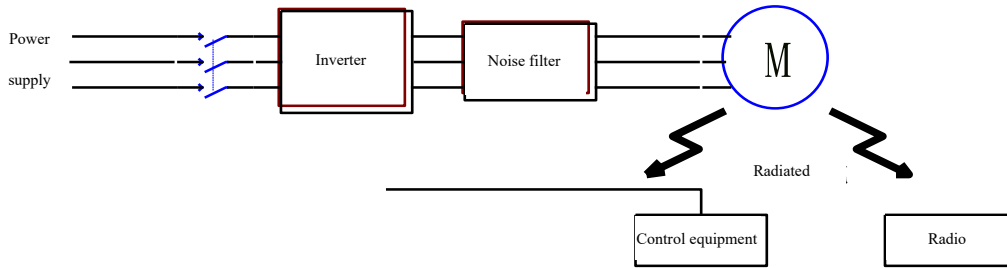 Power
supply
Inverter
Noise filter
M
Radiated
Control equipment
Radio